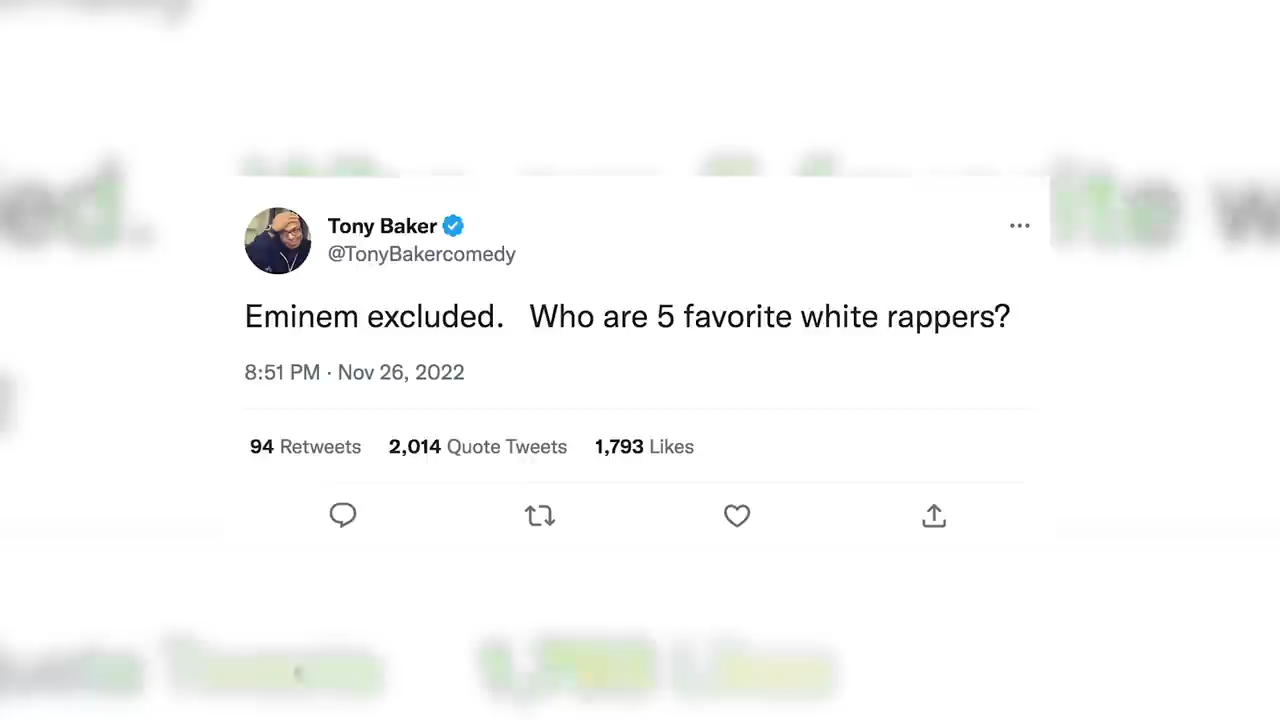 Tony Baker
@TonyBakercomedy
Eminem excluded. Who are 5 favorite white rappers?
8:51 PM · Nov 26, 2022
94 Retweets 2,014 Quote Tweets 1,793 Likes